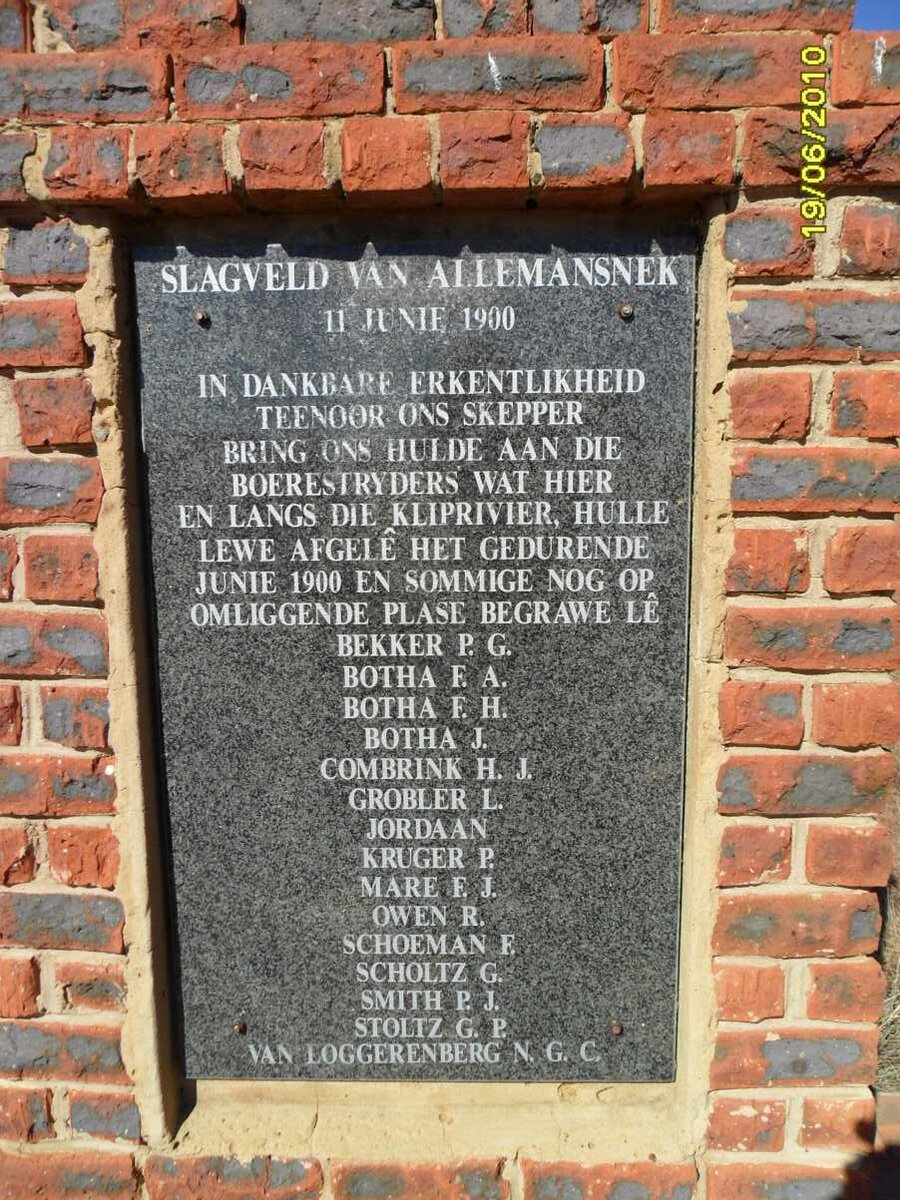 SLAGVELD VAN ALLEMANSNEK
11 JUNIE 1900
IN DANKBARE ERKENTLIKHEID
TEENOOR ONS SKEPPER
BRING ONS HULDE AAN DIE
BOERESTRYDERS WAT HIER
EN LANGS DIE KLIPRIVIER, HULLE
LEWE AFGELÊ HET GEDURENDE
JUNIE 1900 EN SOMMIGE NOG OP
OMLIGGENDE PLASE BEGRAWE LÊ
BEKKER P. G.
BOTHA F. A.
BOTHA F. H.
BOTHA J.
COMBRINK H. J.
GROBLER L.
JORDAAN
KRUGER P.
MARE F. J.
OWEN R.
SCHOEMAN F.
SCHOLTZ G.
SMITH P. J.
STOLTZ G. P.
VAN LOGGERENBERG N. G. C.
19/06/2010